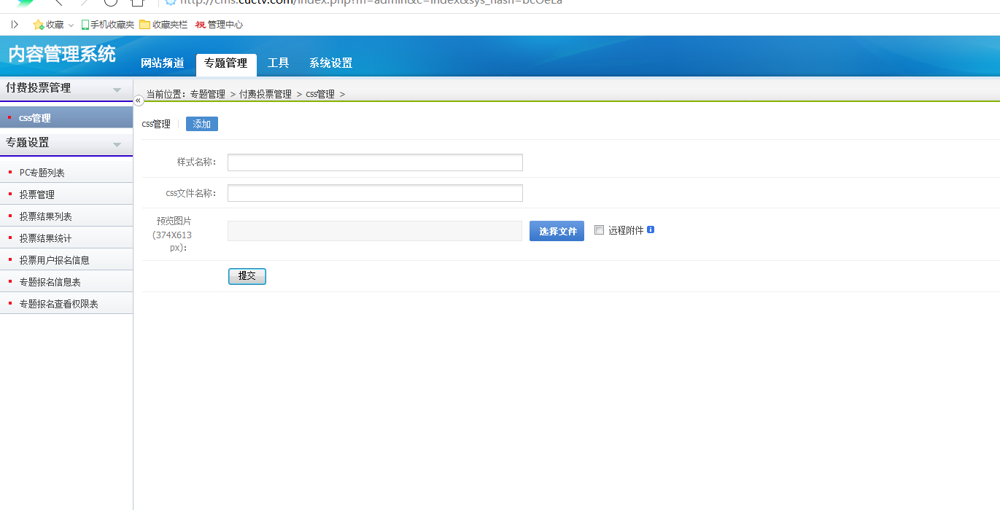 http://cms.cuctv.com/index.php?m=admin&c=index&sys_hash=bcOeLa
收藏 手机收藏夹 收藏夹栏 视 管理中心
内容管理系统 网站频道 专题管理 工具 系统设置
付费投票管理
«
当前位置：专题管理 > 付费投票管理 > css管理 >
css管理
css管理 添加
专题设置
PC专题列表
投票管理
投票结果列表
投票结果统计
投票用户报名信息
专题报名信息表
专题报名查看权限表
样式名称：
css文件名称：
预览图片
(374X613
px)：
选择文件 远程附件
提交